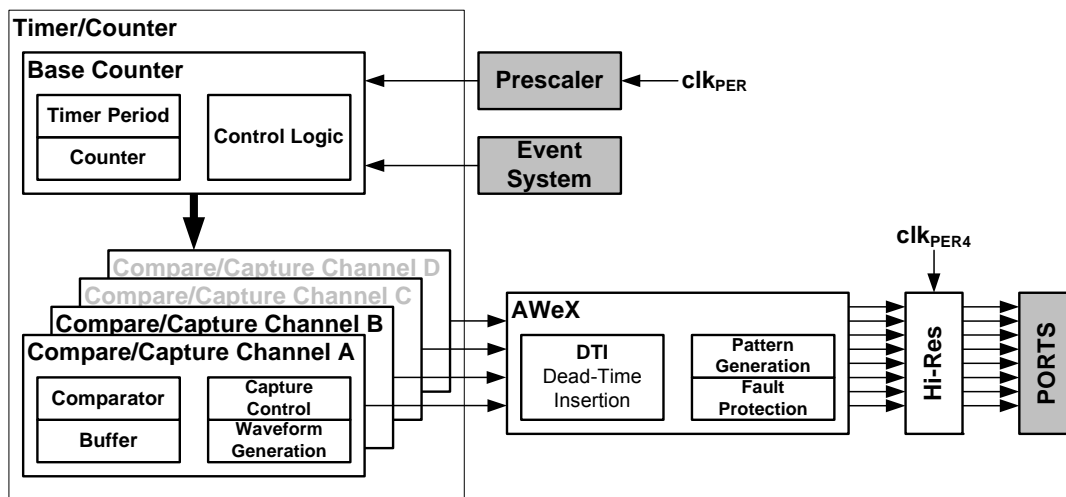 Timer/Counter
Base Counter
Timer Period
Counter
Control Logic
Prescaler
clkPER
Event
System
Compare/Capture Channel D
Compare/Capture Channel C
Compare/Capture Channel B
Compare/Capture Channel A
Comparator
Buffer
Capture
Control
Waveform
Generation
AWeX
DTI
Dead-Time
Insertion
Pattern
Generation
Fault
Protection
clkPER4
Hi-Res
PORTS